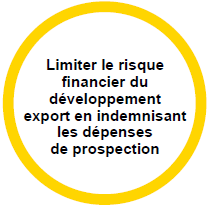 Limiter le risque
financier du
développement
export en indemnisant
les dépenses
de prospection